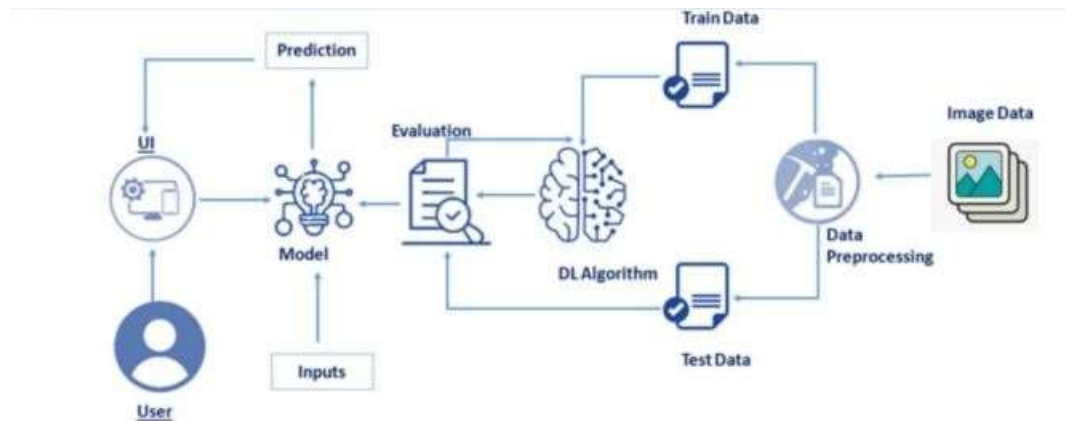 Train Data
Prediction
Image Data
Evaluation
UI
Model
Data
Preprocessing
DL Algorithm
Inputs
Test Data
User